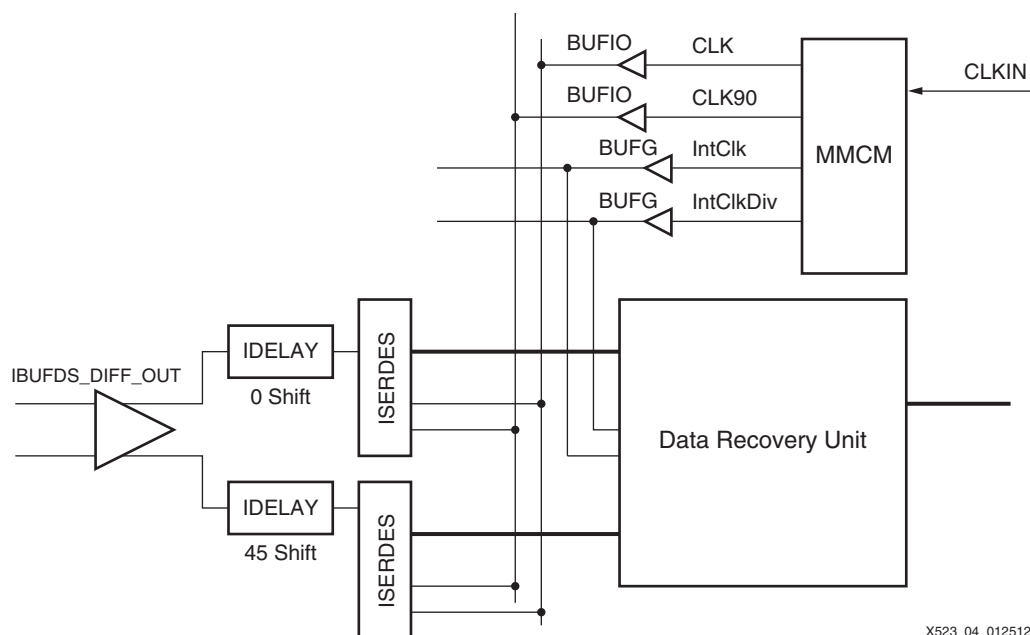 BUFIO CLK
CLKIN
BUFIO CLK90
MMCM
BUFG IntClk
BUFG IntClkDiv
IBUFDS_DIFF_OUT
IDELAY
0 Shift
ISERDES
Data Recovery Unit
IDELAY
45 Shift
ISERDES
X523_04_012512